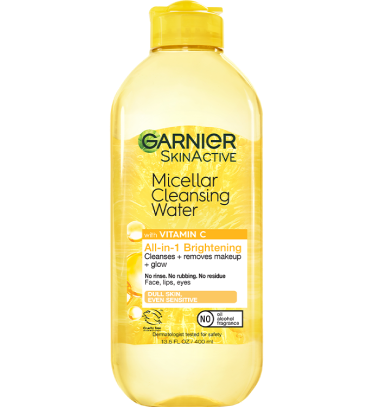 GARNIER
SKINACTIVE
Micellar
Cleansing
Water
with VITAMIN C
All-in-1 Brightening
Cleanses + removes makeup
+ glow
No rinse. No rubbing. No residue
Face, lips, eyes
DULL SKIN,
EVEN SENSITIVE
NO oil
alcohol
fragrance
Dermatologist tested for safety
13.5 FL OZ / 400 ml